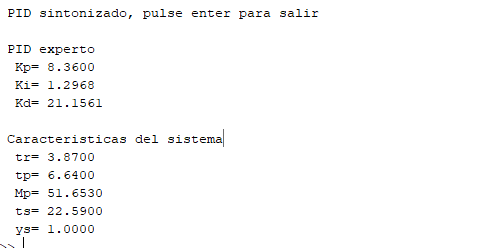 PID sintonizado, pulse enter para salir
PID experto
Kp= 8.3600
Ki= 1.2968
Kd= 21.1561
Caracteristicas del sistema
tr= 3.8700
tp= 6.6400
Mp= 51.6530
ts= 22.5900
ys= 1.0000
>>